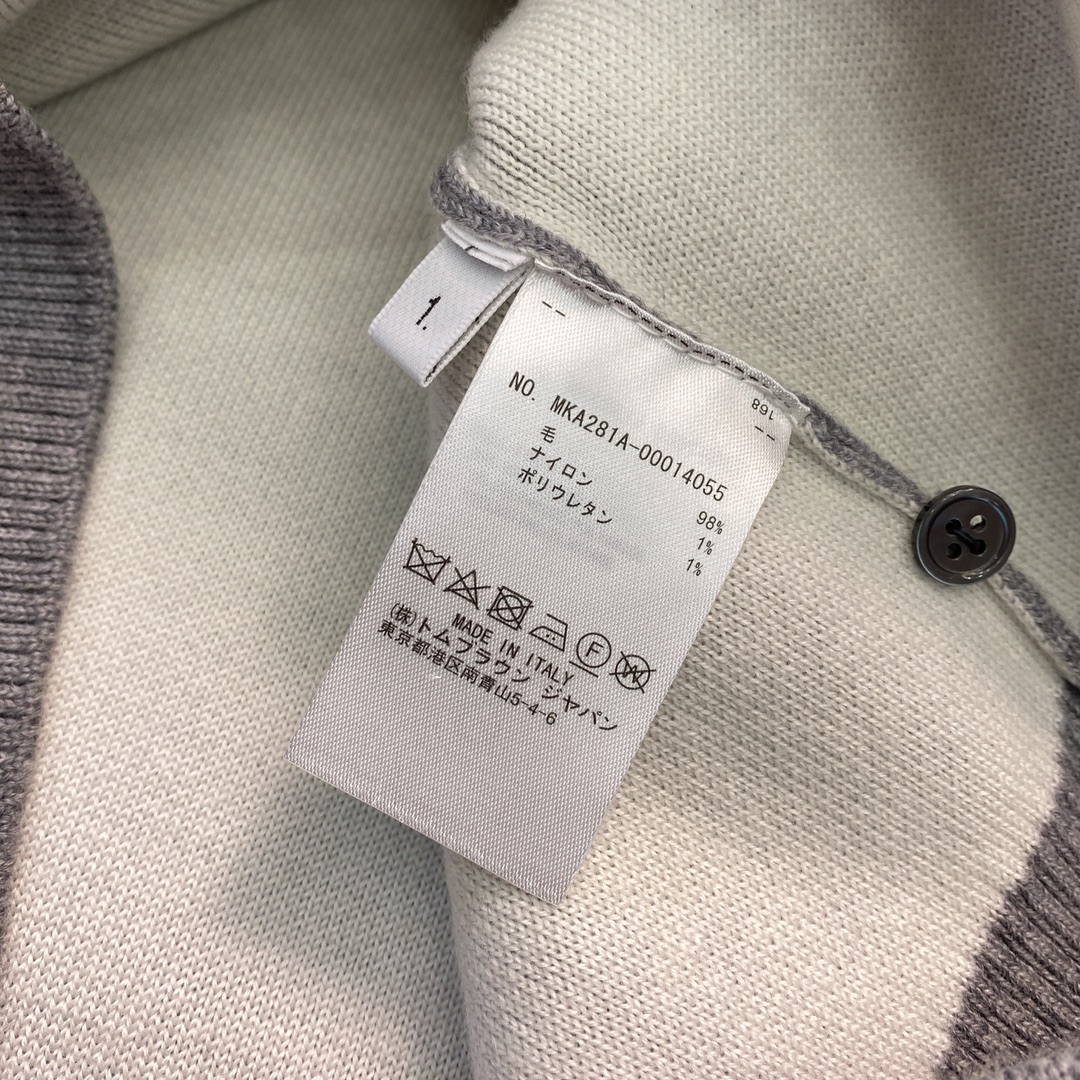 1.
168
NO. MKA281A-00014055
毛 98%
ナイロン 1%
ポリウレタン 1%
F W
MADE IN ITALY
(株)トムブラウン ジャパン
東京都港区南青山5-4-6